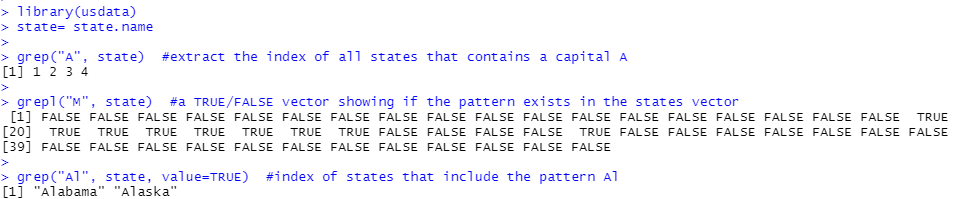 > library(usdata)
> state= state.name
>
> grep("A", state)  #extract the index of all states that contains a capital A
[1] 1 2 3 4
>
> grepl("M", state)  #a TRUE/FALSE vector showing if the pattern exists in the states vector
 [1] FALSE FALSE FALSE FALSE FALSE FALSE FALSE FALSE FALSE FALSE FALSE FALSE FALSE FALSE FALSE FALSE FALSE FALSE  TRUE
[20]  TRUE  TRUE  TRUE  TRUE  TRUE  TRUE  TRUE FALSE FALSE FALSE FALSE  TRUE FALSE FALSE FALSE FALSE FALSE FALSE FALSE
[39] FALSE FALSE FALSE FALSE FALSE FALSE FALSE FALSE FALSE FALSE FALSE FALSE
>
> grep("Al", state, value=TRUE)  #index of states that include the pattern Al
[1] "Alabama" "Alaska"